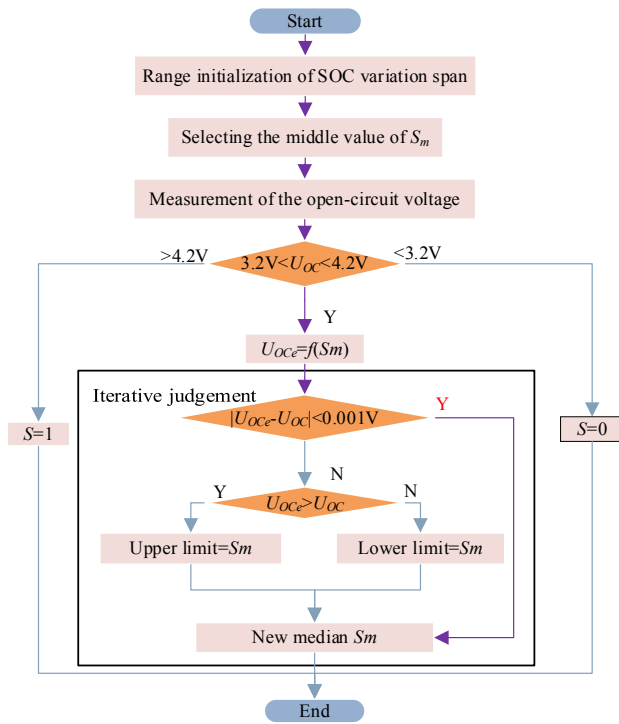 Start
Range initialization of SOC variation span
Selecting the middle value of Sm
Measurement of the open-circuit voltage
>4.2V
3.2V<UOC<4.2V
<3.2V
Y
UOCe=f(Sm)
Iterative judgement
|UOCe-UOC|<0.001V
Y
S=1
S=0
N
Y
UOCe>UOC
N
Upper limit=Sm
Lower limit=Sm
New median Sm
End